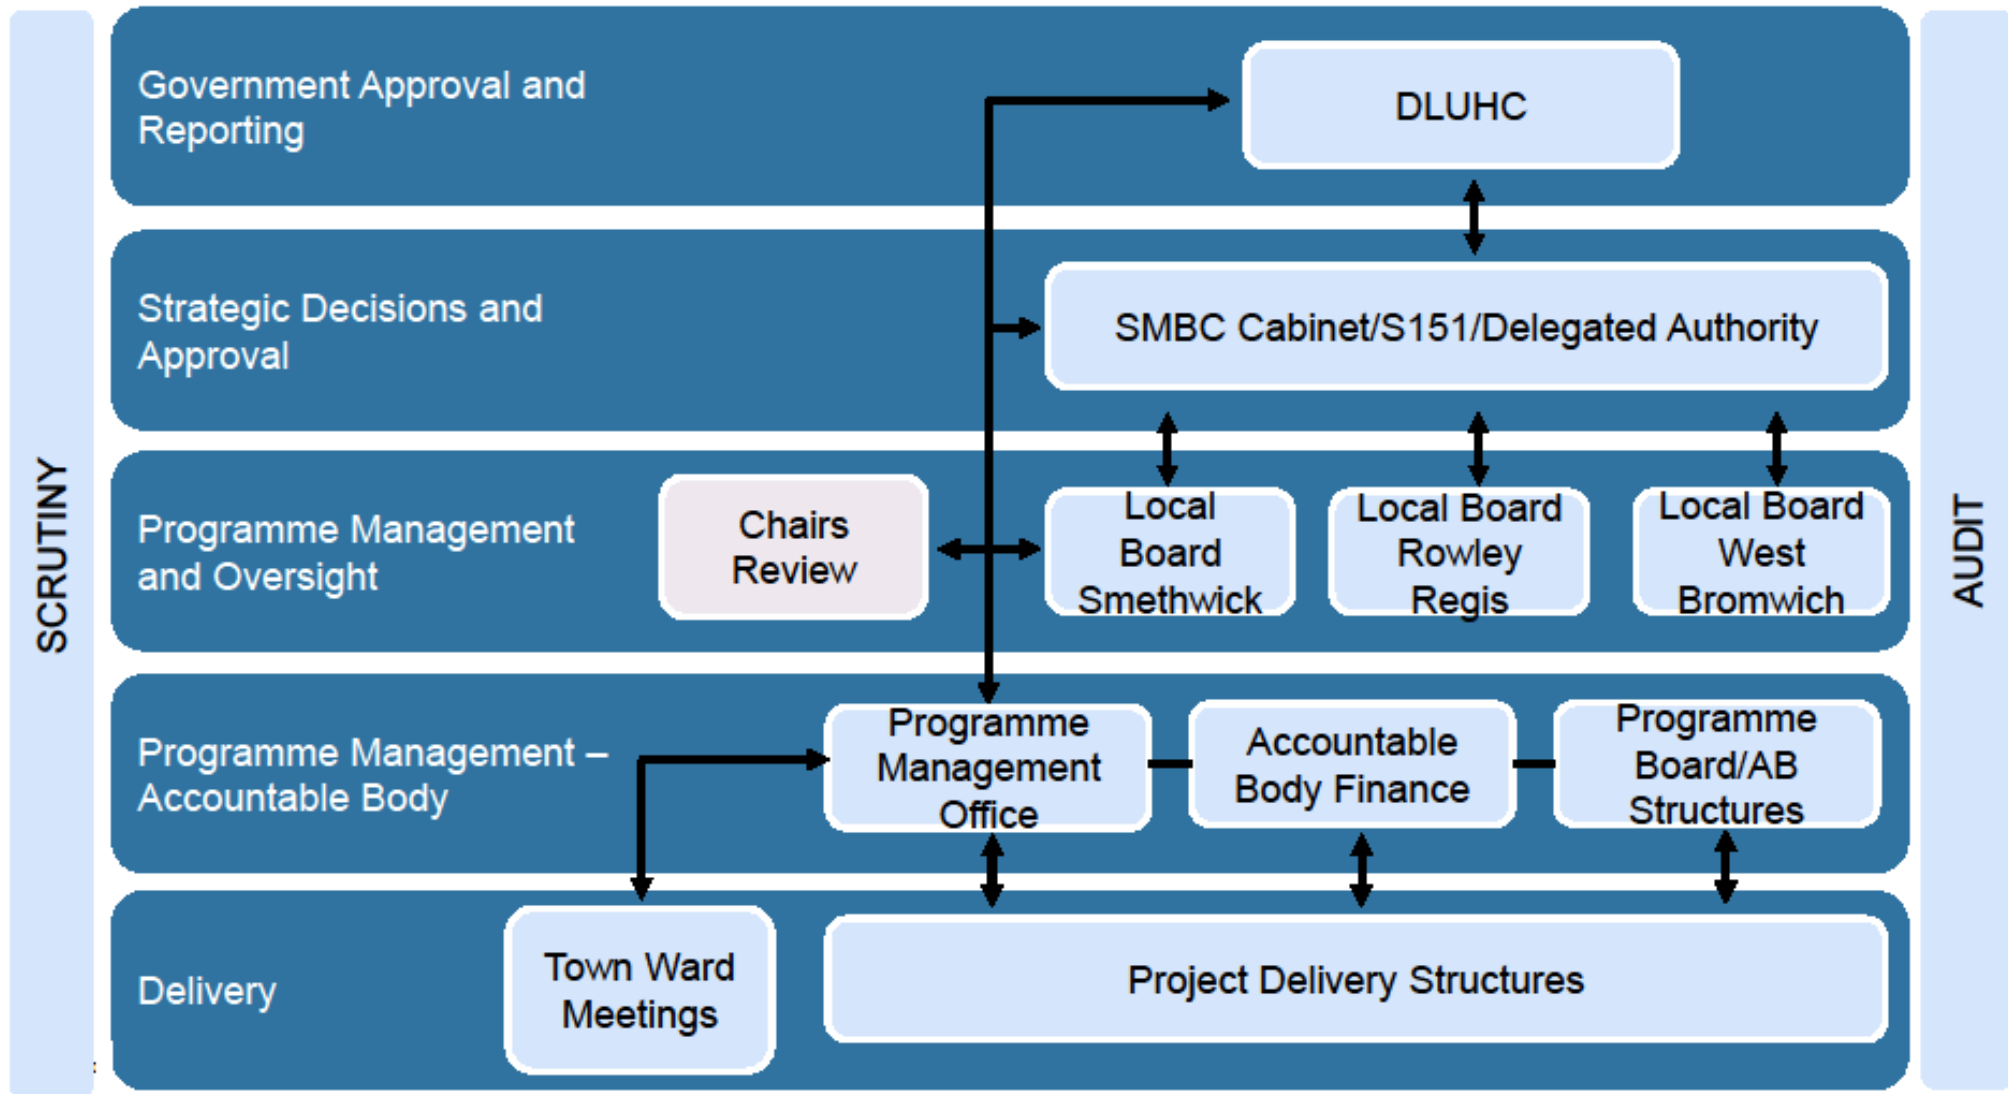 SCRUTINY
Government Approval and
Reporting
DLUHC
Strategic Decisions and
Approval
SMBC Cabinet/S151/Delegated Authority
Programme Management
and Oversight
Chairs
Review
Local
Board
Smethwick
Local Board
Rowley
Regis
Local Board
West
Bromwich
Programme Management –
Accountable Body
Programme
Management
Office
Accountable
Body Finance
Programme
Board/AB
Structures
Delivery
Town Ward
Meetings
Project Delivery Structures
AUDIT